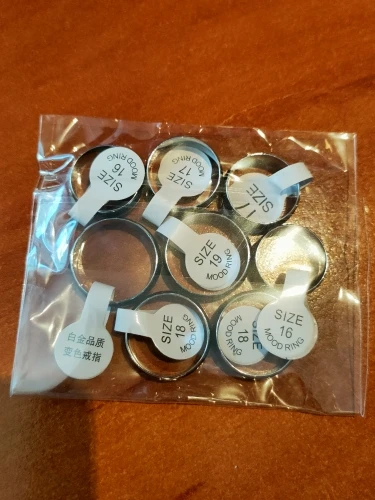 MOOD RING
SIZE
16
MOOD RING
SIZE
17
SIZE
SIZE
19
MOOD RING
白金品质
变色戒指
SIZE
18
MOOD RING
MOOD RING
18
SIZE
SIZE
16
MOOD RING